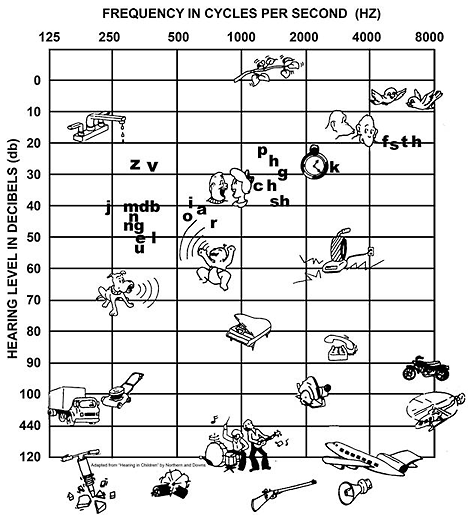 FREQUENCY IN CYCLES PER SECOND (HZ)
125 250 500 1000 2000 4000 8000
HEARING LEVEL IN DECIBELS (db)
0
10
20
30
40
50
60
70
80
90
100
440
120
z v
p
h
g
ch
sh
k
f s th
j mdb
n
ng
e l
u
i
o a
r
Adapted from "Hearing in Children" by Northern and Downs